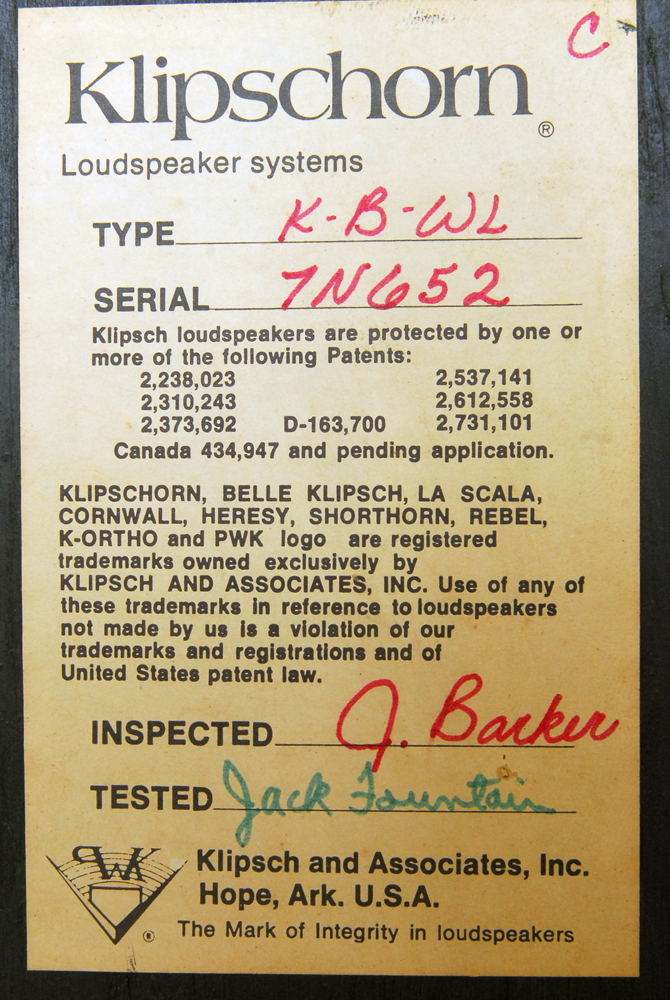 C
Klipschorn®
Loudspeaker systems
TYPE K-B-WL
SERIAL 7N652
Klipsch loudspeakers are protected by one or
more of the following Patents:
2,238,023 2,537,141
2,310,243 2,612,558
2,373,692 D-163,700 2,731,101
Canada 434,947 and pending application.
KLIPSCHORN, BELLE KLIPSCH, LA SCALA,
CORNWALL, HERESY, SHORTHORN, REBEL,
K-ORTHO and PWK logo are registered
trademarks owned exclusively by
KLIPSCH AND ASSOCIATES, INC. Use of any of
these trademarks in reference to loudspeakers
not made by us is a violation of our
trademarks and registrations and of
United States patent law.
INSPECTED J. Barker
TESTED Jack Fountain
PWK ®
Klipsch and Associates, Inc.
Hope, Ark. U.S.A.
The Mark of Integrity in loudspeakers